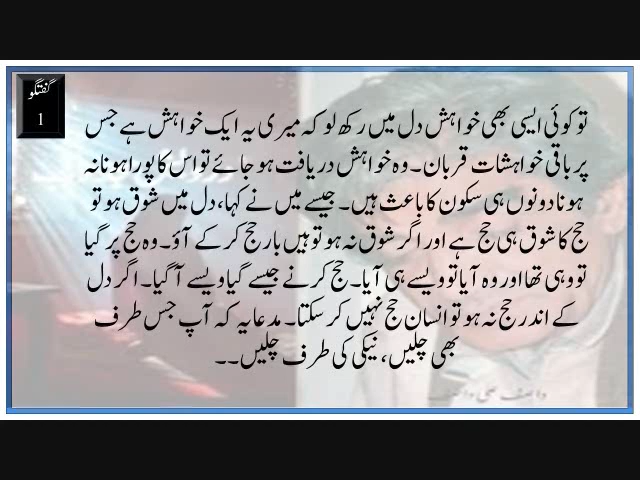 گفتگو
1
تو کوئی ایسی بھی خواہش دل میں رکھ لو کہ میری یہ ایک خواہش ہے جس
پر باقی خواہشات قربان۔ وہ خواہش دریافت ہو جائے تو اس کا پورا ہونا نہ
ہونا دونوں ہی سکون کا باعث ہیں۔ جیسے میں نے کہا، دل میں شوق ہو تو
حج کا شوق ہی حج ہے اور اگر شوق نہ ہو تو ہیں بار حج کر کے آؤ۔ وہ حج پر گیا
تو وہی تھا اور وہ آیا تو ویسے ہی آیا۔ حج کرنے جیسے گیا ویسے آ گیا۔ اگر دل
کے اندر حج نہ ہو تو انسان حج نہیں کر سکتا۔ مدعا یہ کہ آپ جس طرف
بھی چلیں، نیکی کی طرف چلیں۔۔
واصف علی واصف